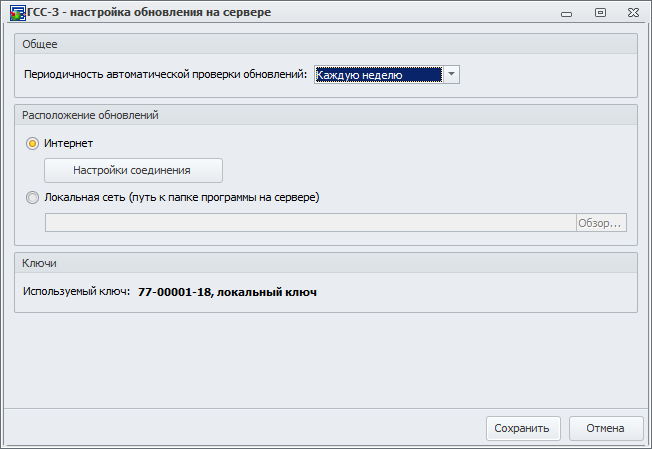 ГСС-3 - настройка обновления на сервере
Общее
Периодичность автоматической проверки обновлений: Каждую неделю
Расположение обновлений
Интернет
Настройки соединения
Локальная сеть (путь к папке программы на сервере)
Обзор...
Ключи
Используемый ключ: 77-00001-18, локальный ключ
Сохранить Отмена